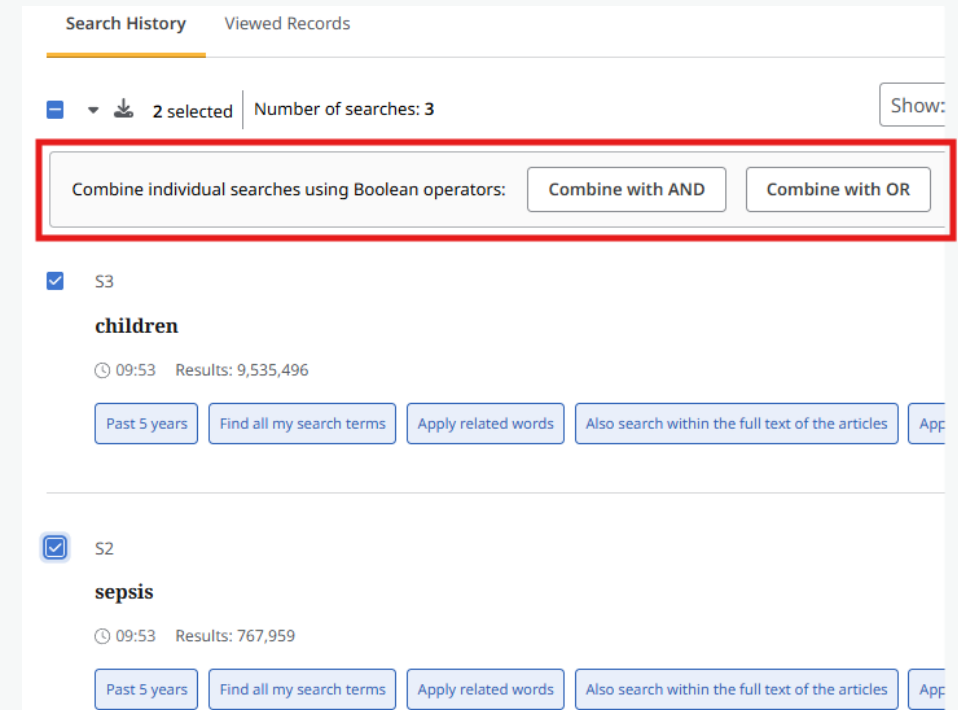 Search History Viewed Records
2 selected Number of searches: 3 Show:
Combine individual searches using Boolean operators: Combine with AND Combine with OR
S3
children
09:53 Results: 9,535,496
Past 5 years Find all my search terms Apply related words Also search within the full text of the articles App
S2
sepsis
09:53 Results: 767,959
Past 5 years Find all my search terms Apply related words Also search within the full text of the articles App